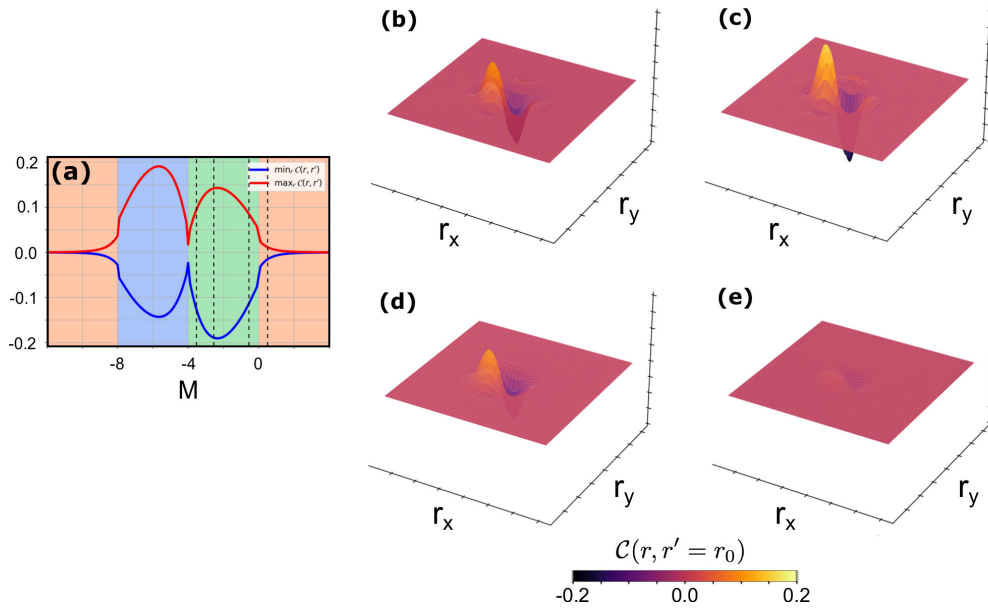 (a)
0.2
0.1
0.0
-0.1
-0.2
-8
-4
0
M
min_r C(r, r')
max_r C(r, r')
(b)
r_x
r_y
(c)
r_x
r_y
(d)
r_x
r_y
(e)
r_x
r_y
C(r, r' = r_0)
-0.2
0.0
0.2